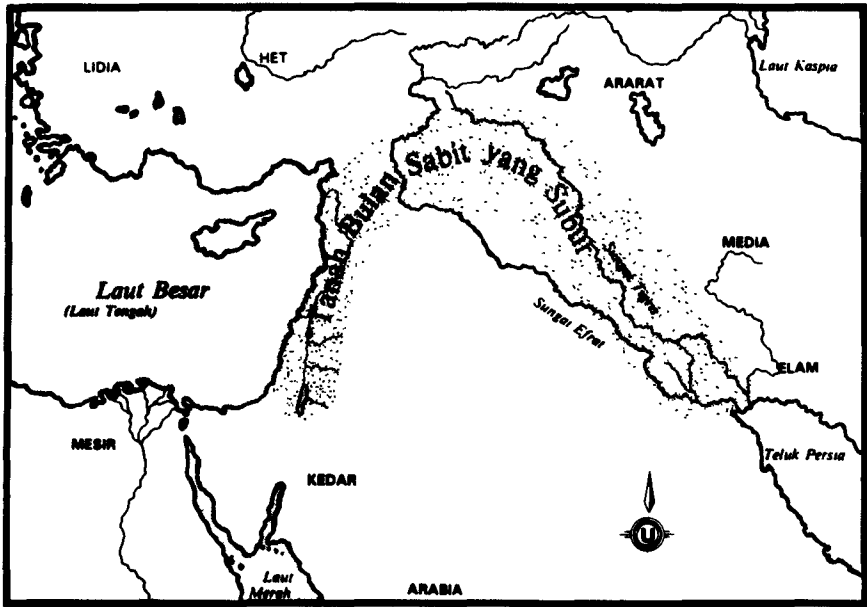 LIDIA
HET
ARARAT
Laut Kaspia
Tanah Bulan Sabit yang Subur
MEDIA
Laut Besar
(Laut Tengah)
Sungai Tigris
Sungai Efrat
ELAM
MESIR
Teluk Persia
KEDAR
U
Laut
Merah
ARABIA